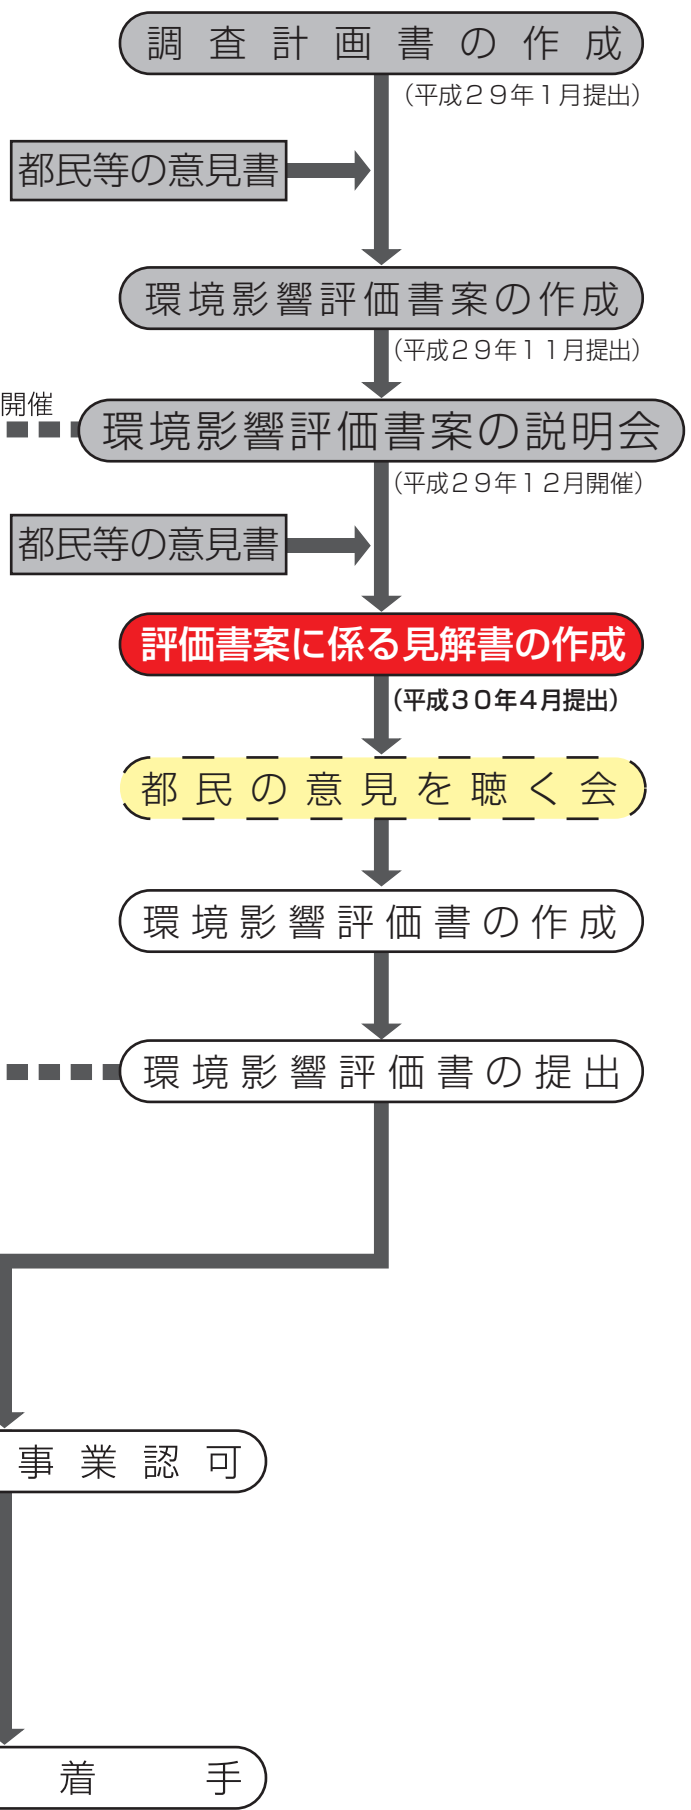 調査計画書の作成
（平成２９年１月提出）
都民等の意見書
環境影響評価書案の作成
（平成２９年１１月提出）
開催
環境影響評価書案の説明会
（平成２９年１２月開催）
都民等の意見書
評価書案に係る見解書の作成
（平成３０年４月提出）
都民の意見を聴く会
環境影響評価書の作成
環境影響評価書の提出
事業認可
着手